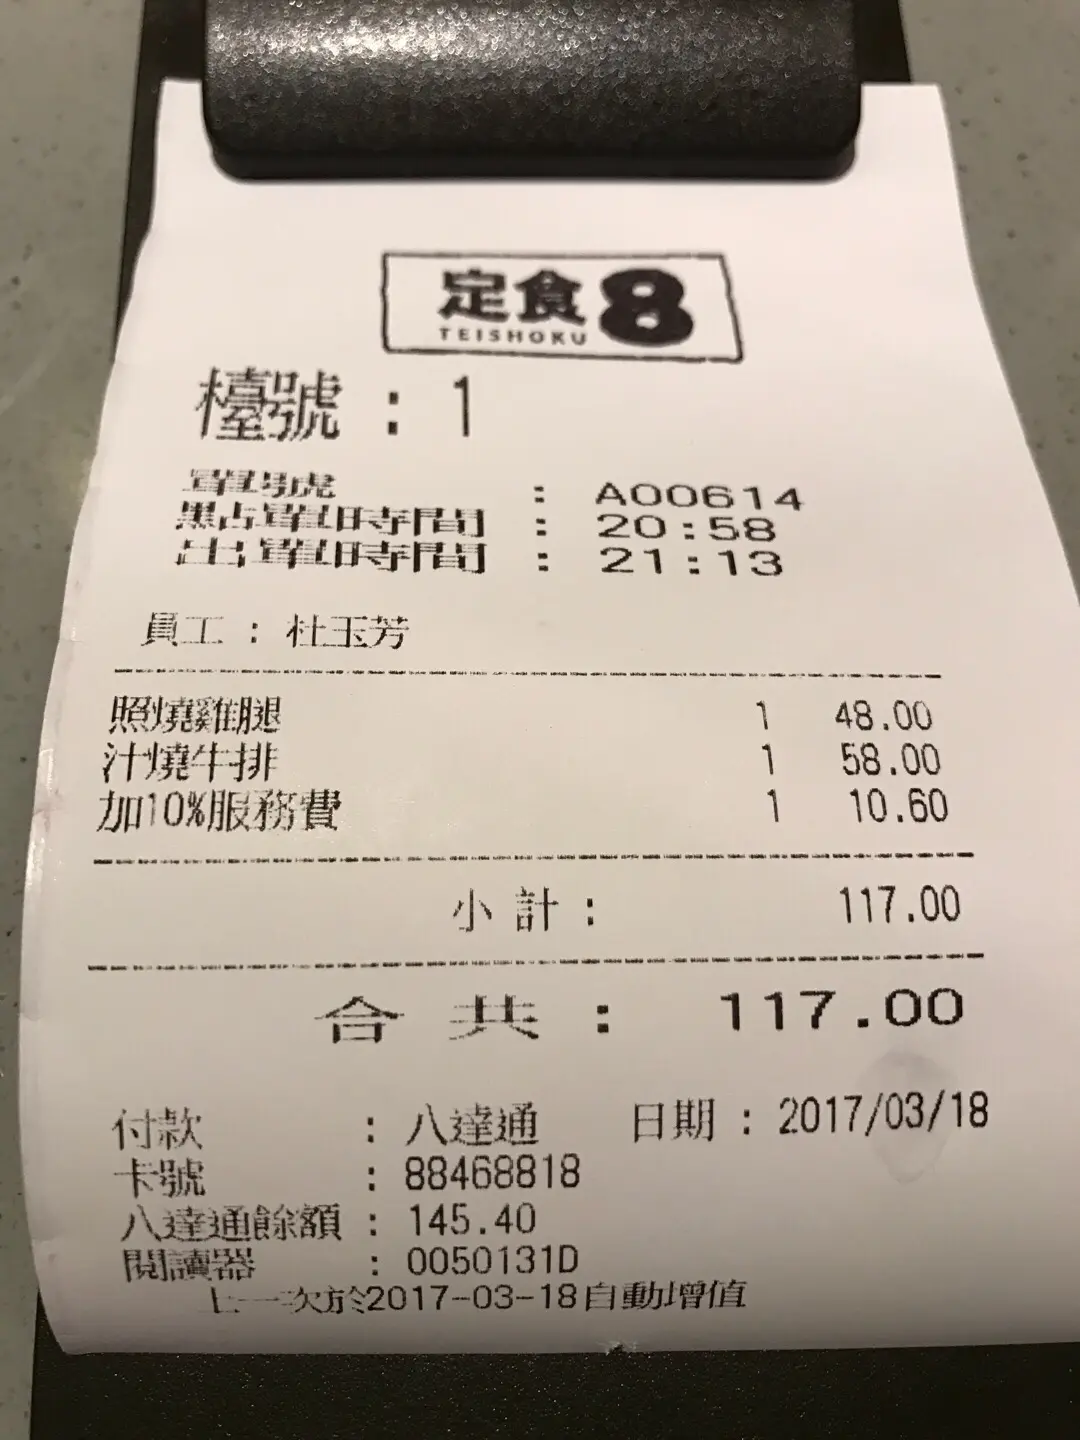 定食8
TEISHOKU
檯號 : 1
單號 : A00614
點單時間 : 20:58
出單時間 : 21:13
員工 : 杜玉芳
照燒雞腿 1 48.00
汁燒牛排 1 58.00
加10%服務費 1 10.60
小計 : 117.00
合共 : 117.00
付款 : 八達通 日期 : 2017/03/18
卡號 : 88468818
八達通餘額 : 145.40
閱讀器 : 0050131D
上一次於2017-03-18自動增值